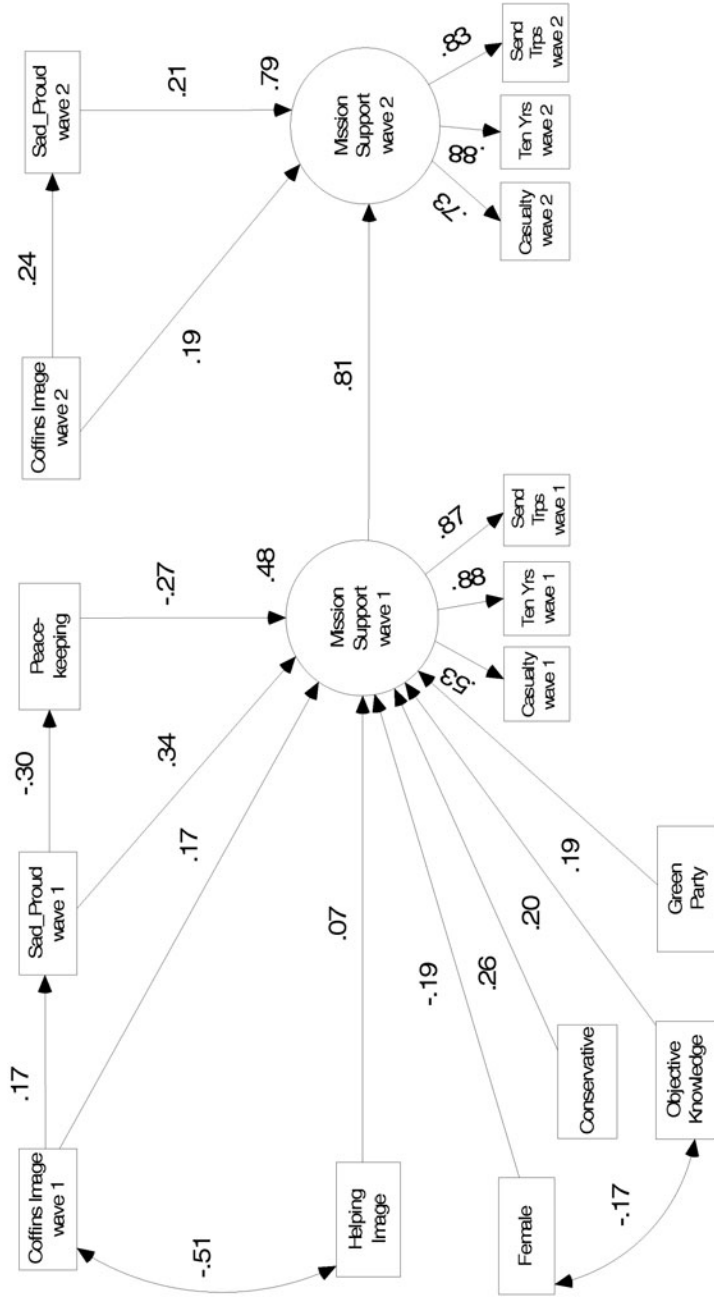 Coffins Image
wave 1
.17
Sad_Proud
wave 1
-.30
Peace-
keeping
Coffins Image
wave 2
.24
Sad_Proud
wave 2
-.27
.34
.17
.48
.19
.21
.79
-.51
Helping
Image
.07
Mission
Support
wave 1
.81
Mission
Support
wave 2
-.19
.26
.20
.19
.53
.88
.87
.73
.88
.83
Casualty
wave 1
Ten Yrs
wave 1
Send
Trps
wave 1
Casualty
wave 2
Ten Yrs
wave 2
Send
Trps
wave 2
Female
Conservative
-.17
Objective
Knowledge
Green
Party